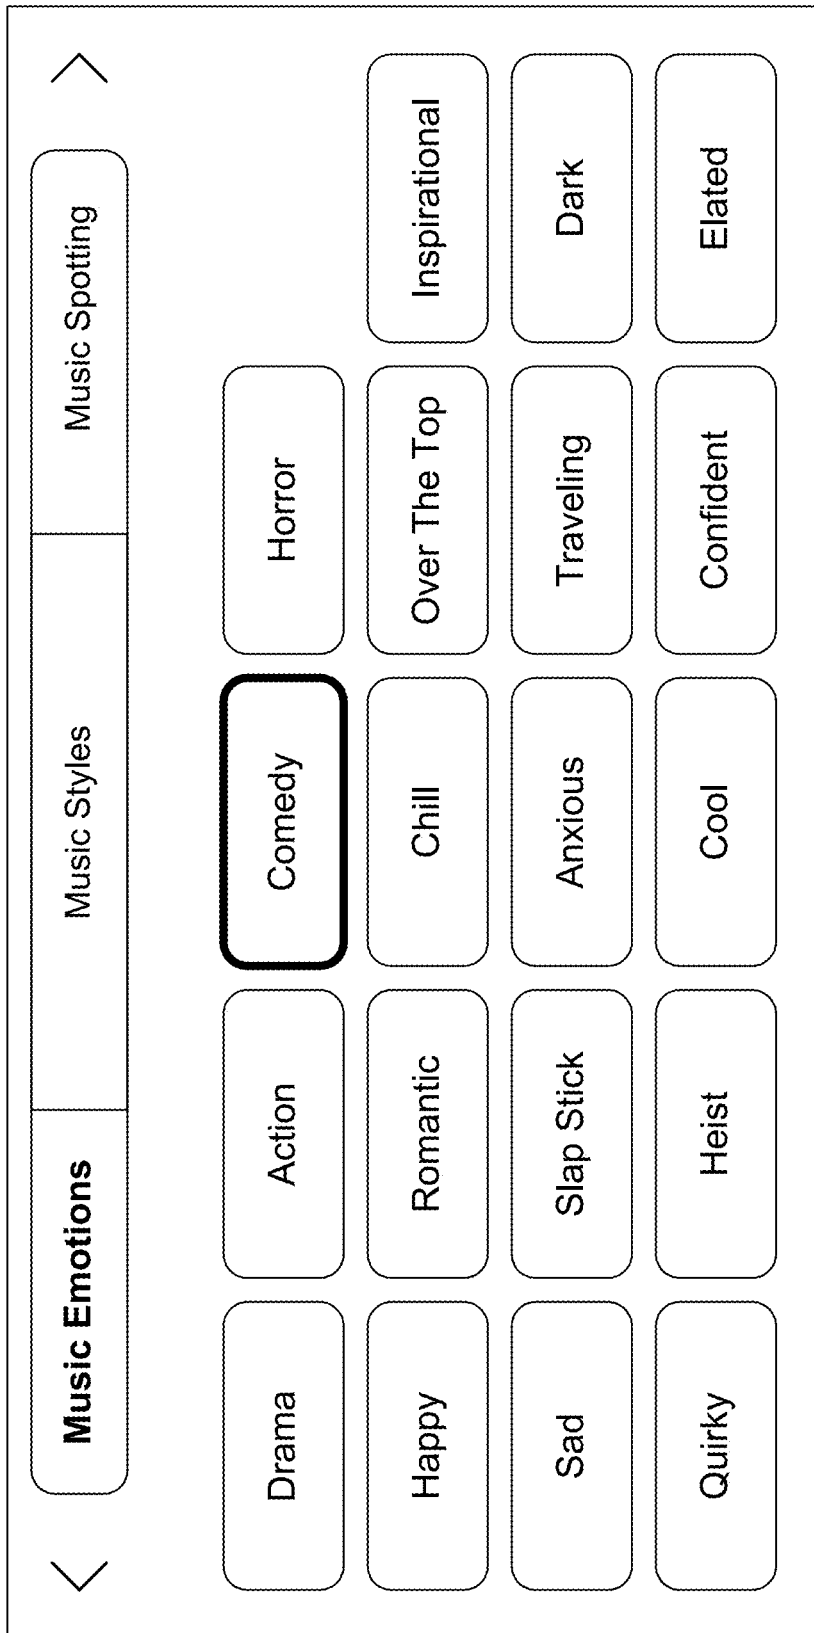 Music Emotions
Music Styles
Music Spotting
Drama
Action
Comedy
Horror
Happy
Romantic
Chill
Over The Top
Inspirational
Sad
Slap Stick
Anxious
Traveling
Dark
Quirky
Heist
Cool
Confident
Elated